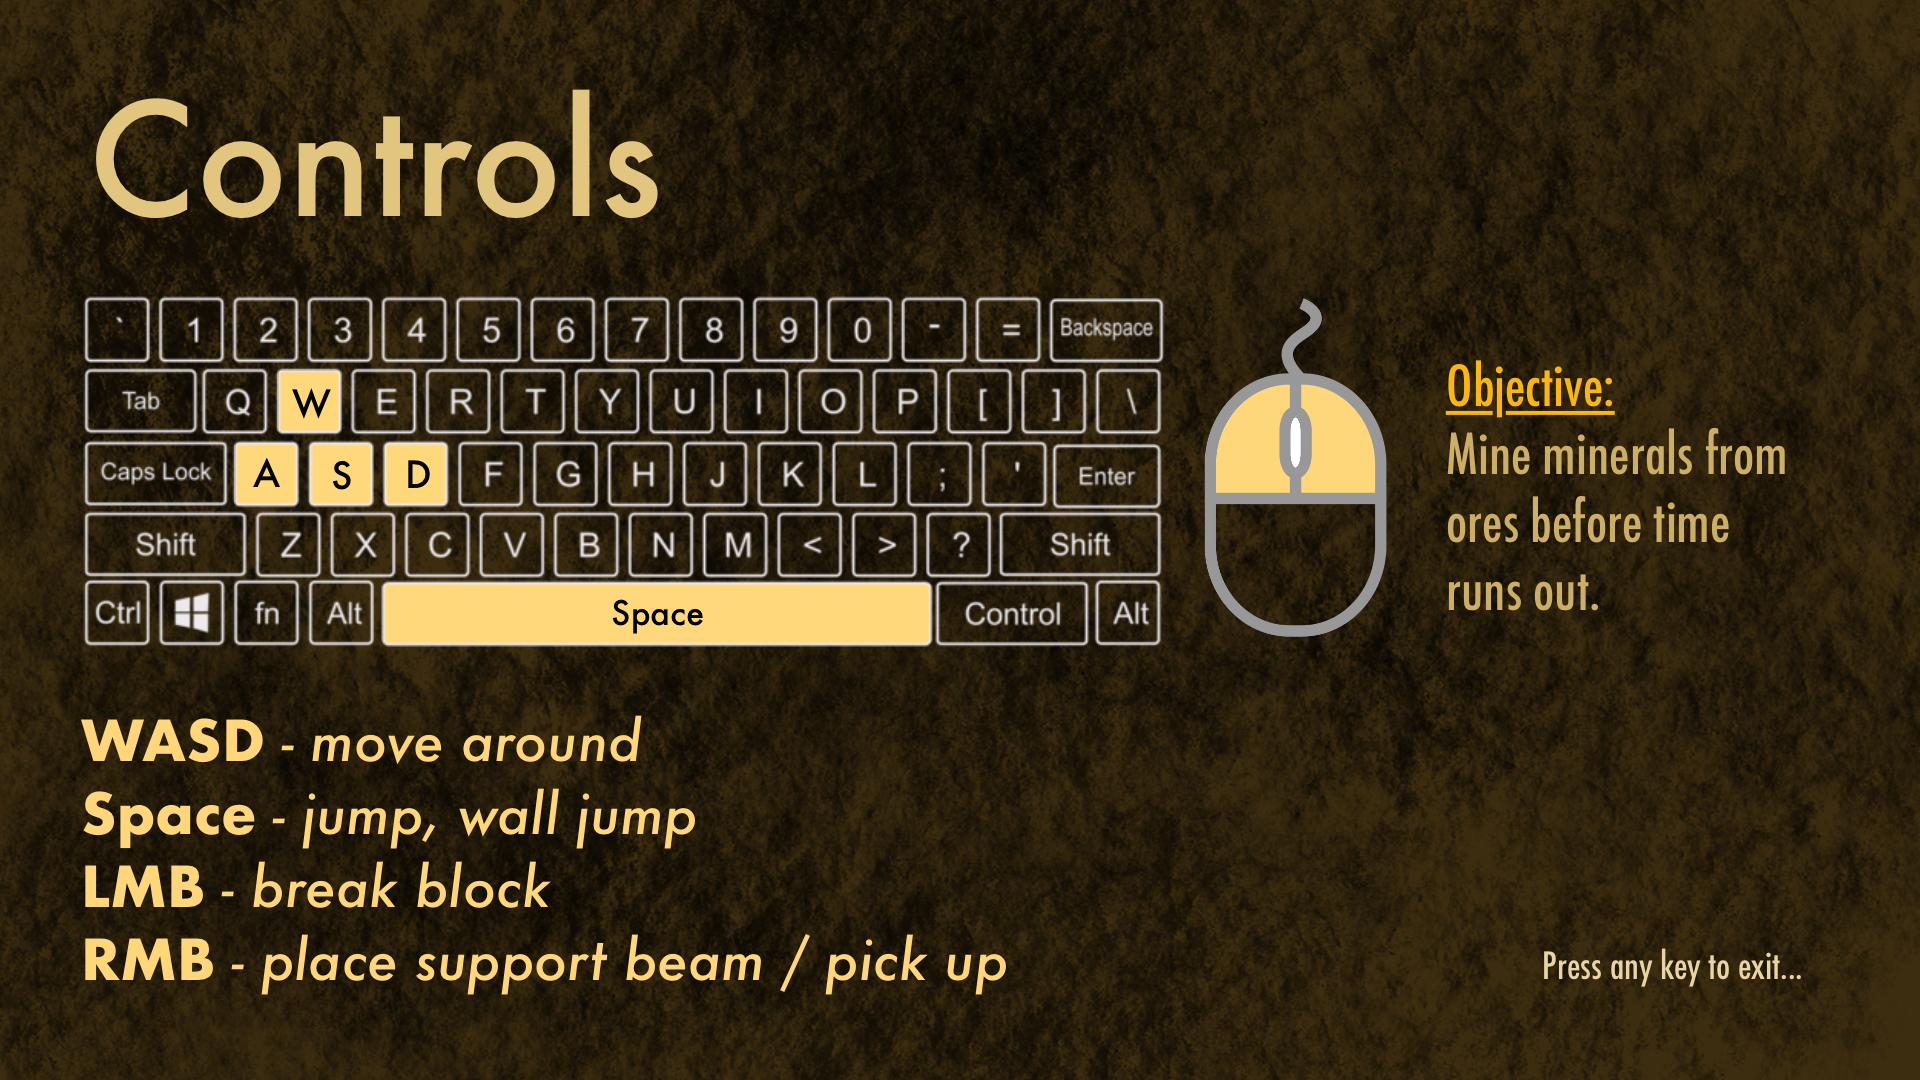 Controls
` 1 2 3 4 5 6 7 8 9 0 - = Backspace
Tab Q W E R T Y U I O P [ ] \
Caps Lock A S D F G H J K L ; ' Enter
Shift Z X C V B N M < > ? Shift
Ctrl fn Alt Space Control Alt
Objective:
Mine minerals from
ores before time
runs out.
WASD - move around
Space - jump, wall jump
LMB - break block
RMB - place support beam / pick up
Press any key to exit...